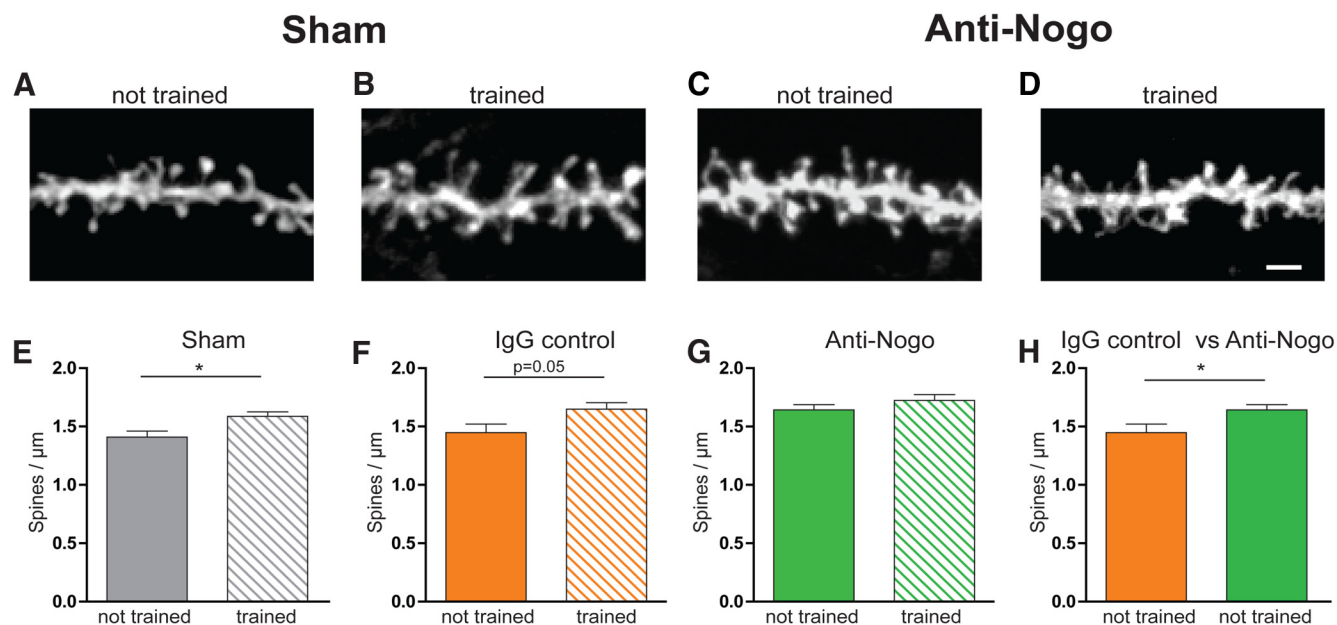 Sham
Anti-Nogo
A
not trained
B
trained
C
not trained
D
trained
E
Sham
*
Spines / μm
2.0
1.5
1.0
0.5
0.0
not trained
trained
F
IgG control
p=0.05
Spines / μm
2.0
1.5
1.0
0.5
0.0
not trained
trained
G
Anti-Nogo
Spines / μm
2.0
1.5
1.0
0.5
0.0
not trained
trained
H
IgG control vs Anti-Nogo
*
Spines / μm
2.0
1.5
1.0
0.5
0.0
not trained
not trained